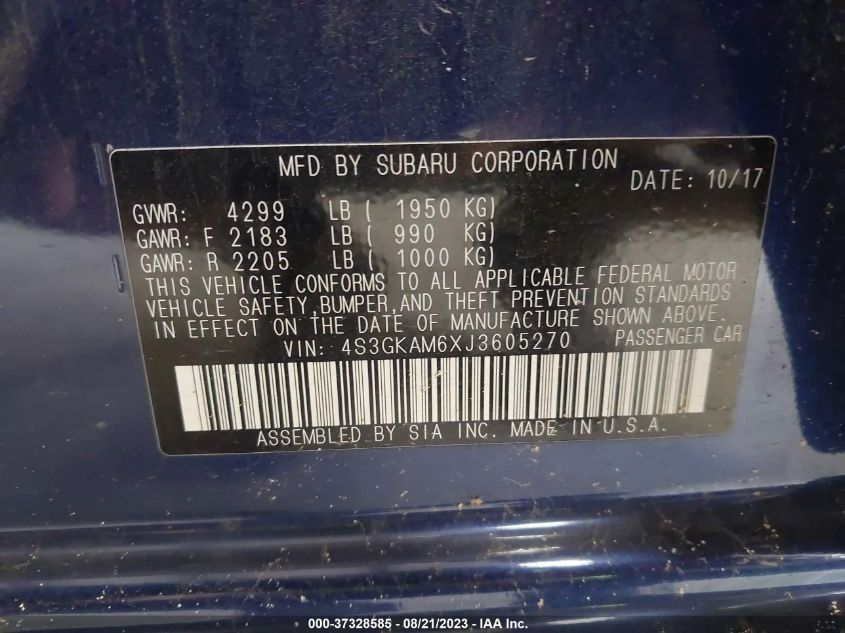 MFD BY SUBARU CORPORATION
DATE: 10/17
GVWR: 4299 LB ( 1950 KG)
GAWR: F 2183 LB ( 990 KG)
GAWR: R 2205 LB ( 1000 KG)
THIS VEHICLE CONFORMS TO ALL APPLICABLE FEDERAL MOTOR
VEHICLE SAFETY,BUMPER,AND THEFT PREVENTION STANDARDS
IN EFFECT ON THE DATE OF MANUFACTURE SHOWN ABOVE.
VIN: 4S3GKAM6XJ3605270 PASSENGER CAR
ASSEMBLED BY SIA INC. MADE IN U.S.A.
000-37328585 - 08/21/2023 - IAA Inc.